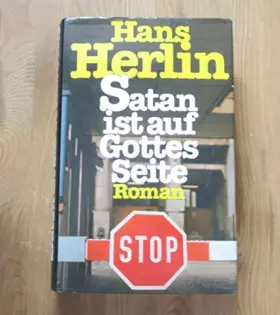 Hans
Herlin
Satan
ist auf
Gottes
Seite
Roman
STOP